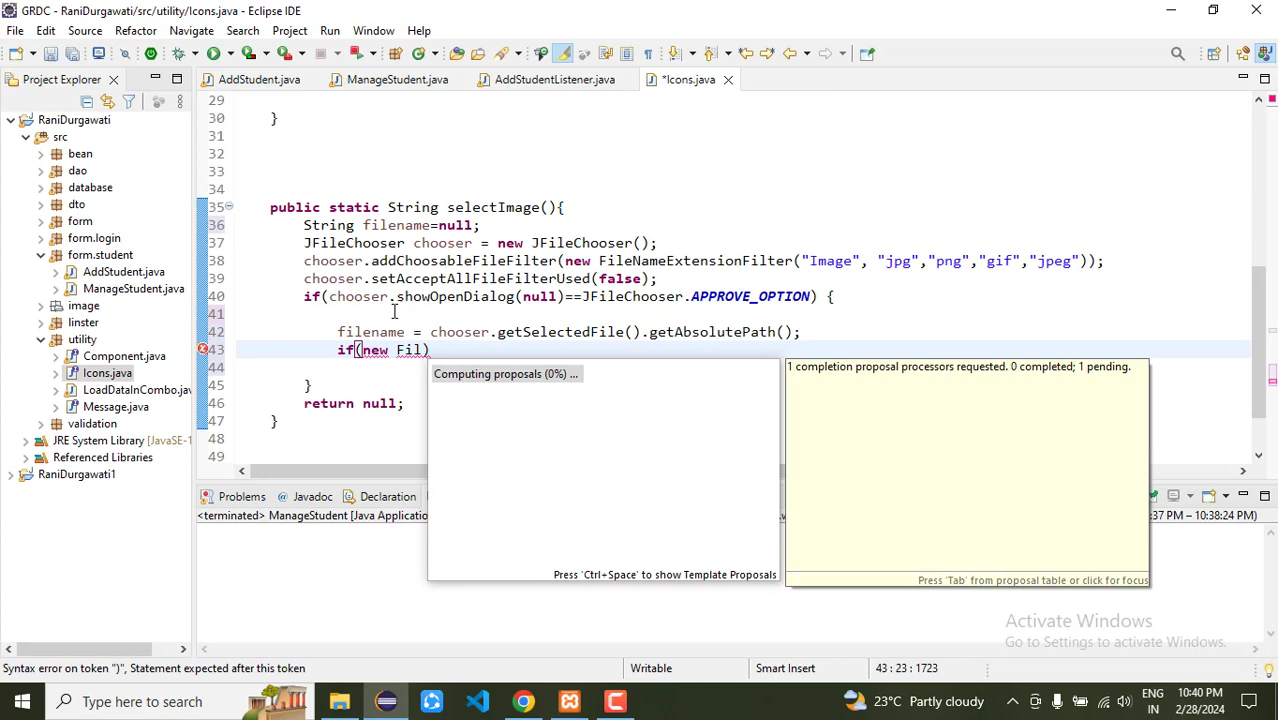 GRDC - RaniDurgawati/src/utility/Icons.java - Eclipse IDE
File Edit Source Refactor Navigate Search Project Run Window Help
Project Explorer
AddStudent.java
ManageStudent.java
AddStudentListener.java
*Icons.java
RaniDurgawati
src
bean
dao
database
dto
form
form.login
form.student
AddStudent.java
ManageStudent.java
image
linster
utility
Component.java
Icons.java
LoadDataInCombo.jav
Message.java
validation
JRE System Library [JavaSE-1
Referenced Libraries
RaniDurgawati1
29
30 }
31
32
33
34
35 public static String selectImage(){
36 String filename=null;
37 JFileChooser chooser = new JFileChooser();
38 chooser.addChoosableFileFilter(new FileNameExtensionFilter("Image", "jpg","png","gif","jpeg"));
39 chooser.setAcceptAllFileFilterUsed(false);
40 if(chooser.showOpenDialog(null)==JFileChooser.APPROVE_OPTION) {
41
42 filename = chooser.getSelectedFile().getAbsolutePath();
43 if(new Fil)
44
45 }
46 return null;
47 }
48
49
Computing proposals (0%) ...
Press 'Ctrl+Space' to show Template Proposals
1 completion proposal processors requested. 0 completed; 1 pending.
Press 'Tab' from proposal table or click for focus
Problems
Javadoc
Declaration
<terminated> ManageStudent [Java Applicatio
:37 PM – 10:38:24 PM)
Activate Windows
Go to Settings to activate Windows.
Syntax error on token ")", Statement expected after this token
Writable
Smart Insert
43 : 23 : 1723
Type here to search
23°C Partly cloudy
ENG
IN
10:40 PM
2/28/2024